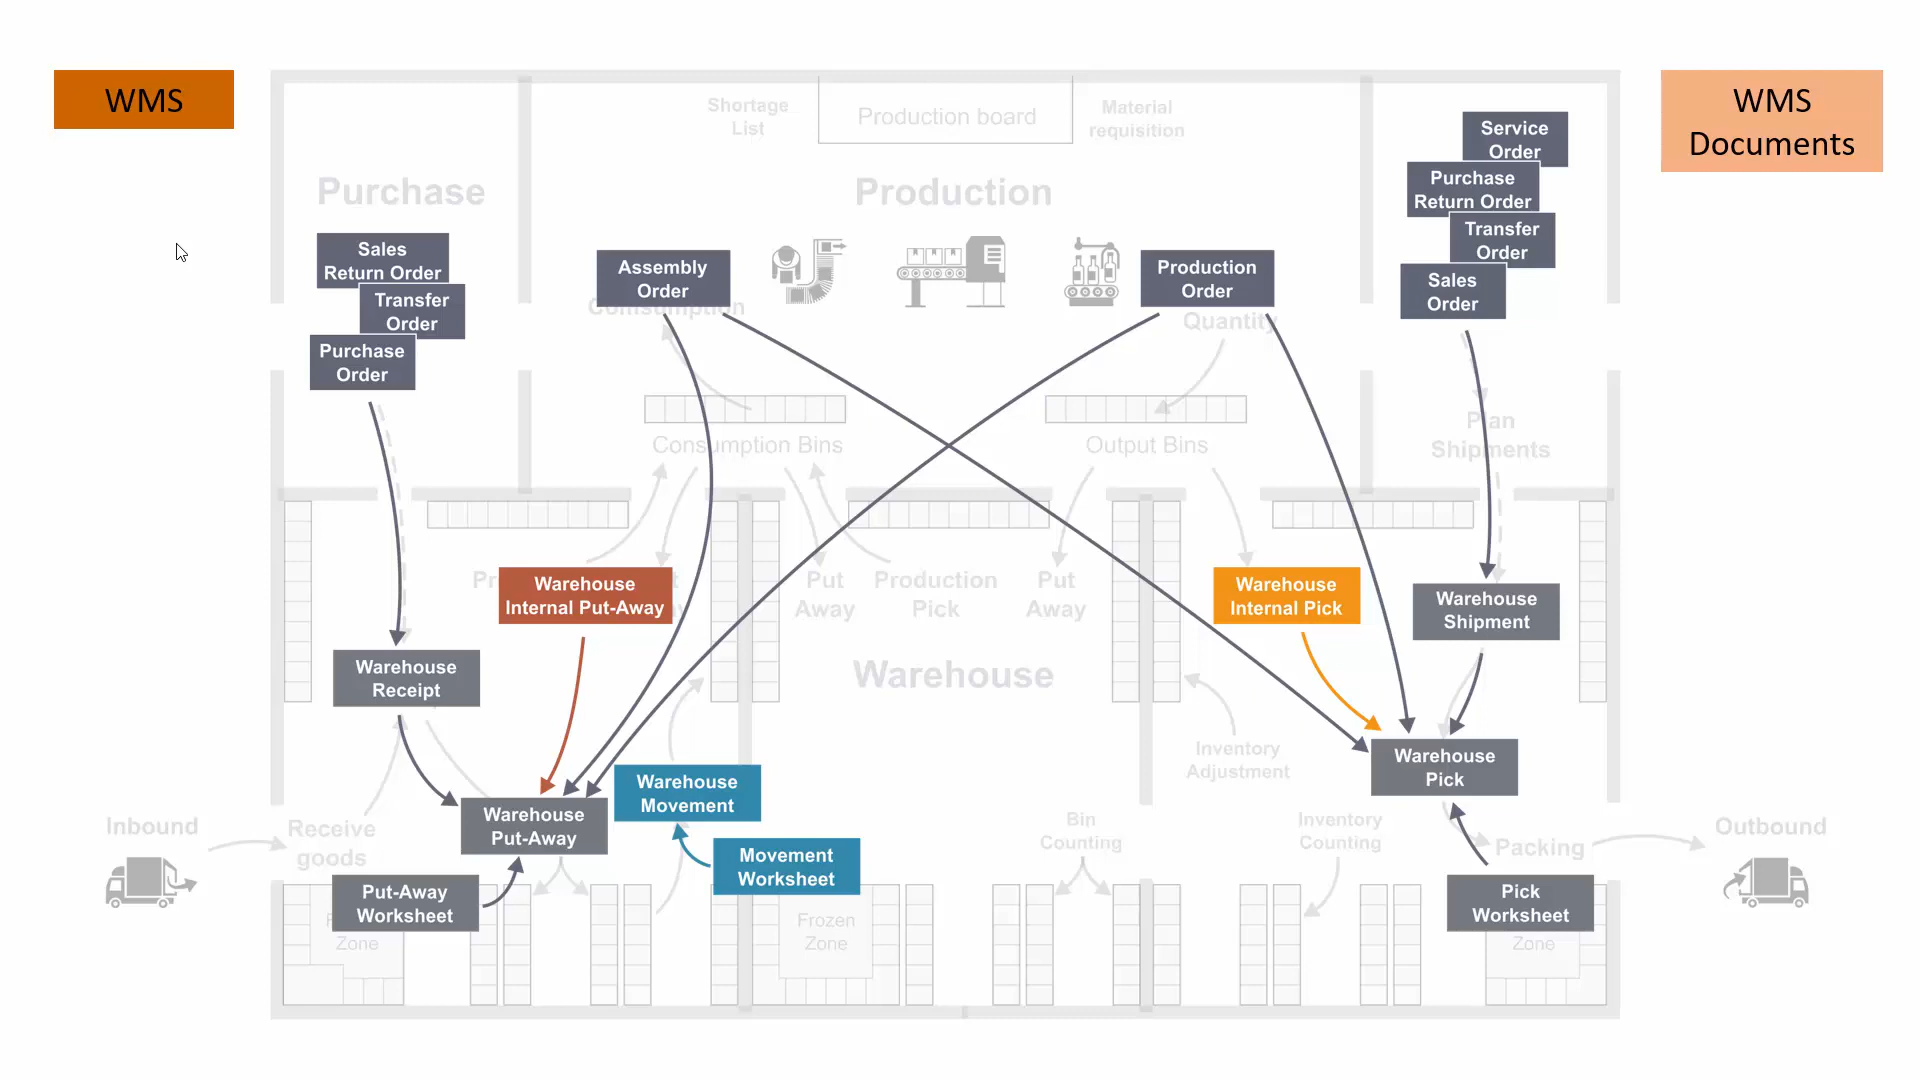 WMS
WMS
Documents
Shortage
List
Production board
Material
requisition
Purchase
Production
Service
Order
Purchase
Return Order
Transfer
Order
Sales
Order
Sales
Return Order
Transfer
Order
Purchase
Order
Assembly
Order
Consumption
Production
Order
Quantity
Plan
Shipments
Consumption Bins
Output Bins
Warehouse
Internal Put-Away
Put
Away
Production
Pick
Put
Away
Warehouse
Internal Pick
Warehouse
Shipment
Warehouse
Receipt
Warehouse
Inventory
Adjustment
Warehouse
Pick
Warehouse
Movement
Warehouse
Put-Away
Movement
Worksheet
Inbound
Receive
goods
Bin
Counting
Inventory
Counting
Packing
Outbound
Put-Away
Worksheet
Zone
Frozen
Zone
Pick
Worksheet
Zone